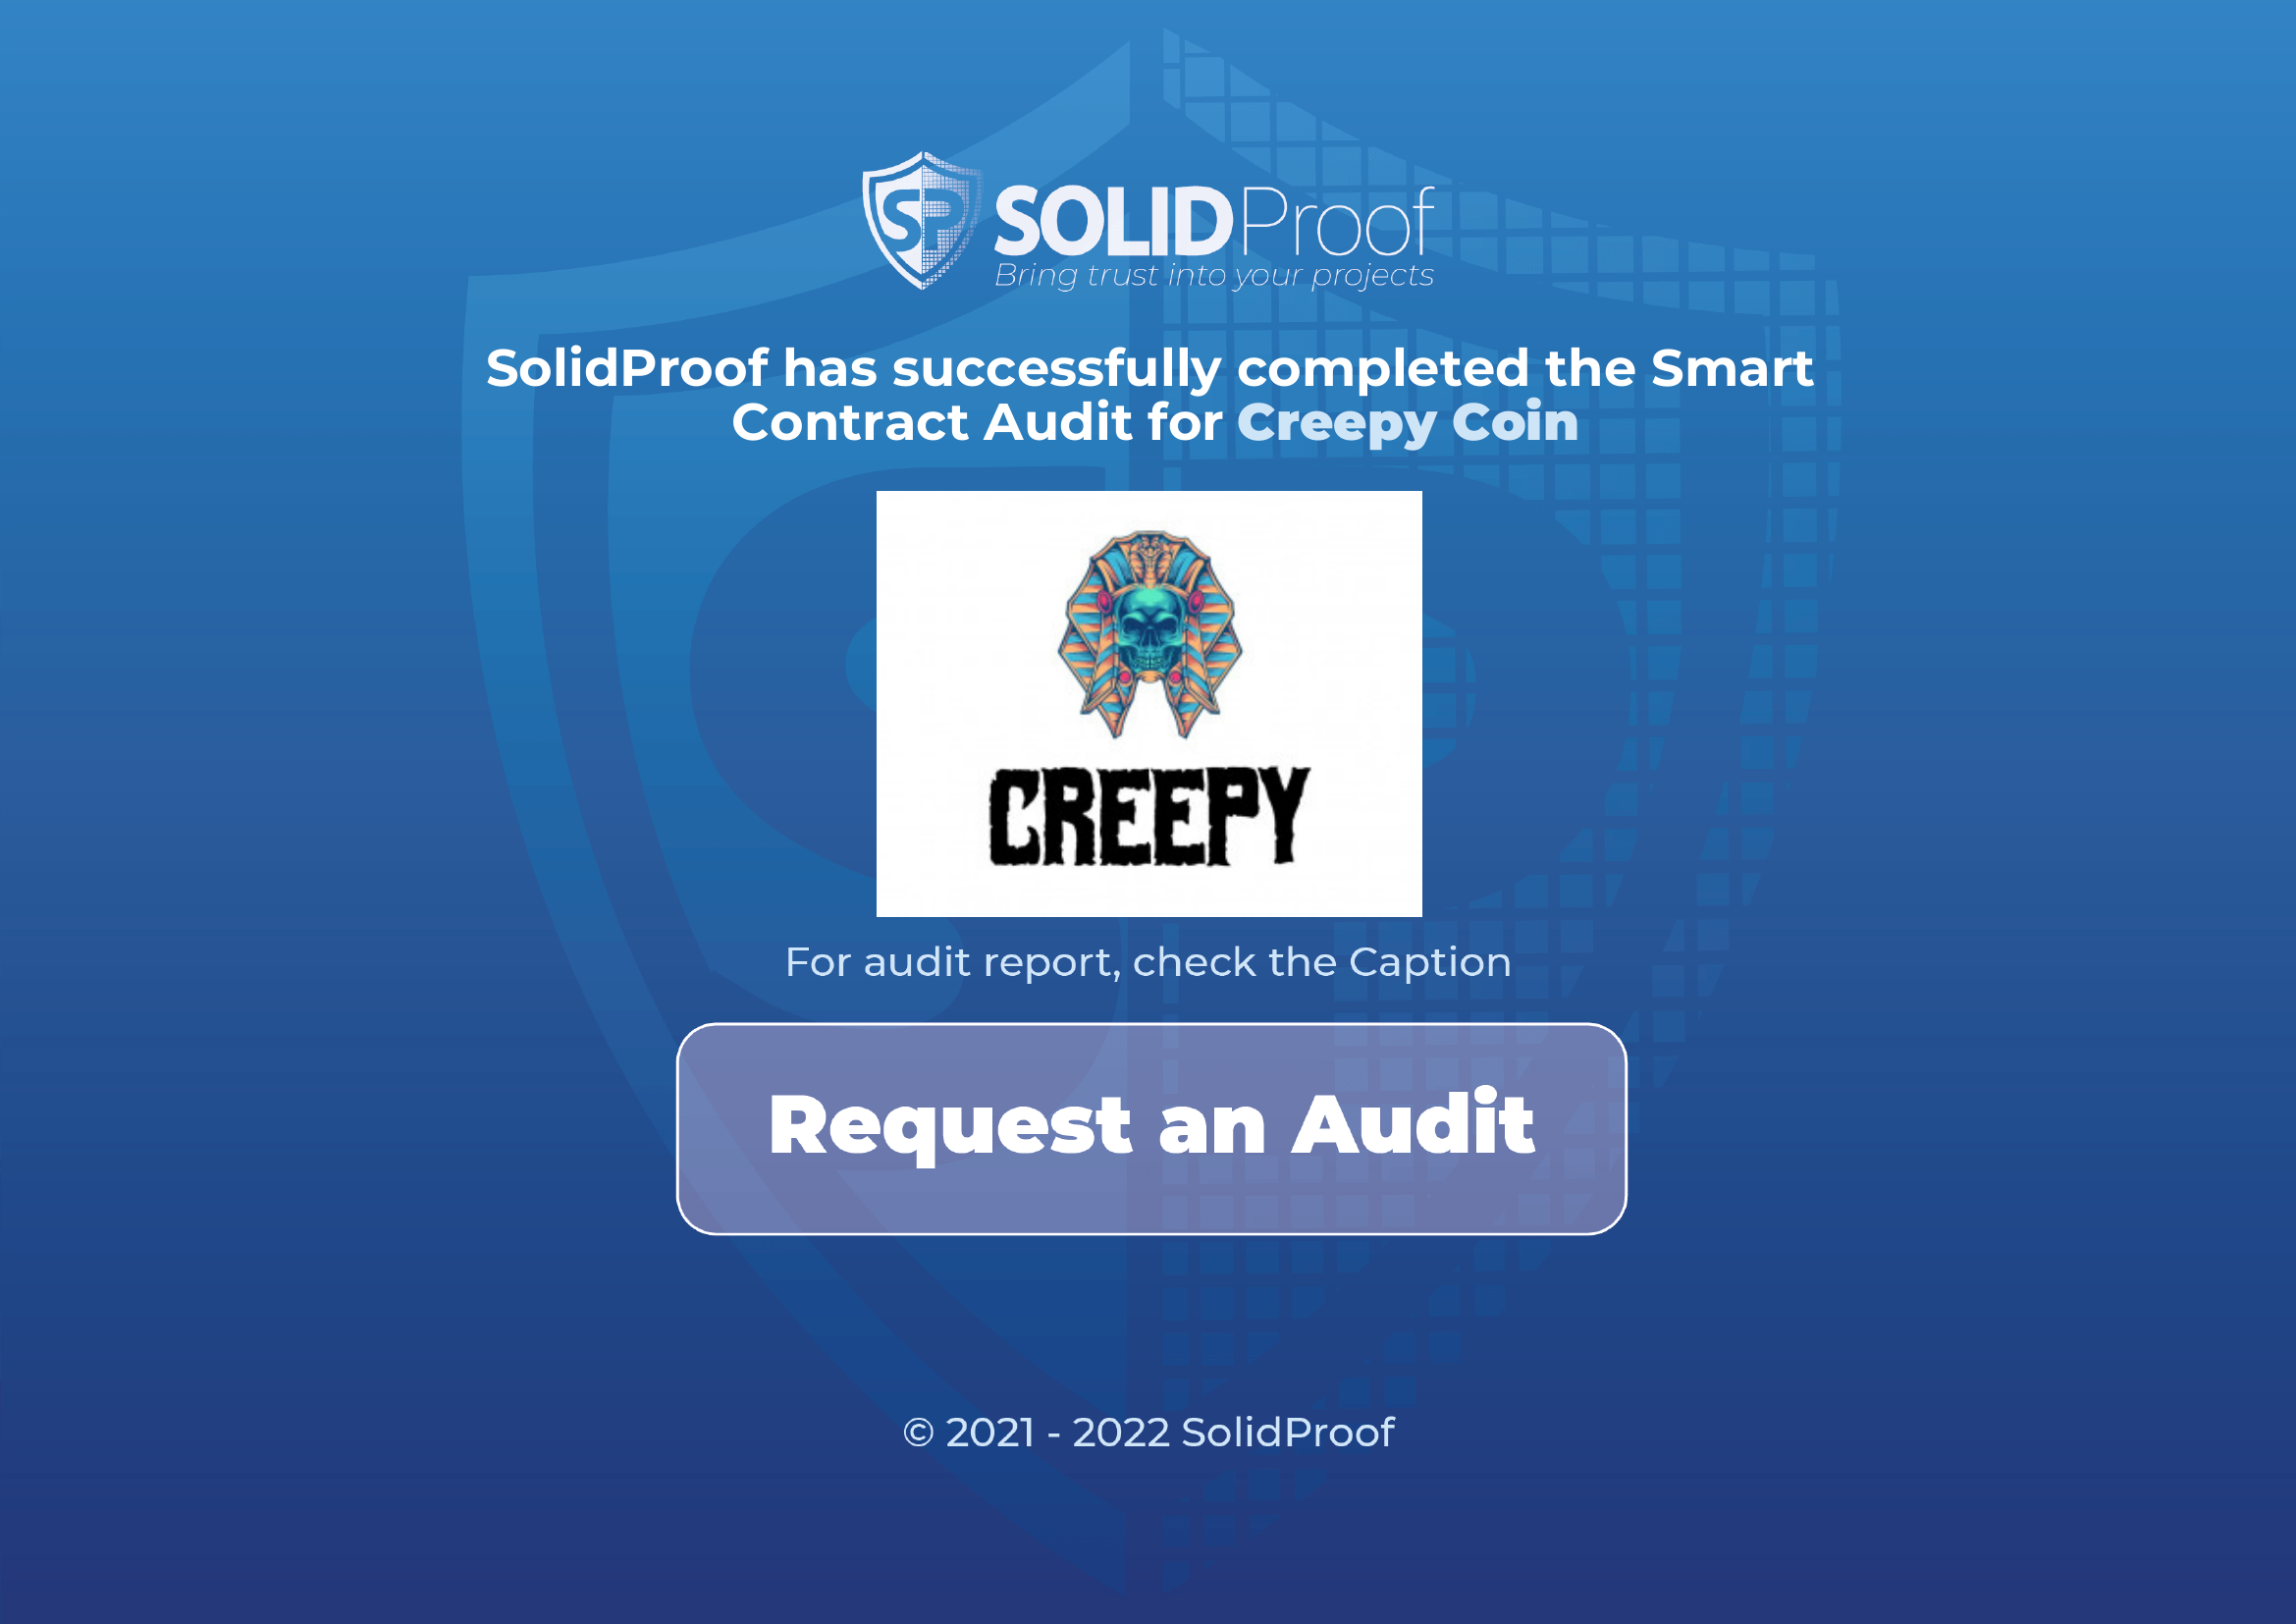 SP SOLIDProof
Bring trust into your projects
SolidProof has successfully completed the Smart
Contract Audit for Creepy Coin
CREEPY
For audit report, check the Caption
Request an Audit
© 2021 - 2022 SolidProof